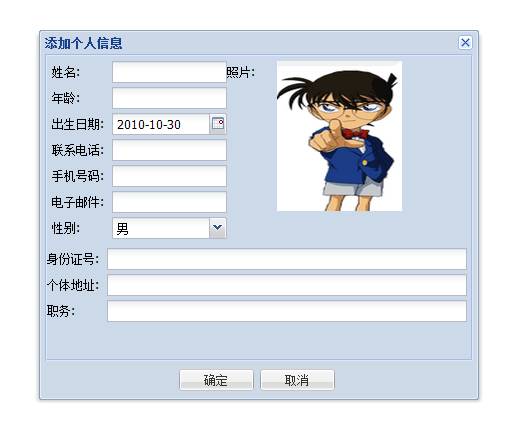 添加个人信息
姓名: 照片:
年龄:
出生日期: 2010-10-30
联系电话:
手机号码:
电子邮件:
性别: 男
身份证号:
个体地址:
职务:
确定 取消